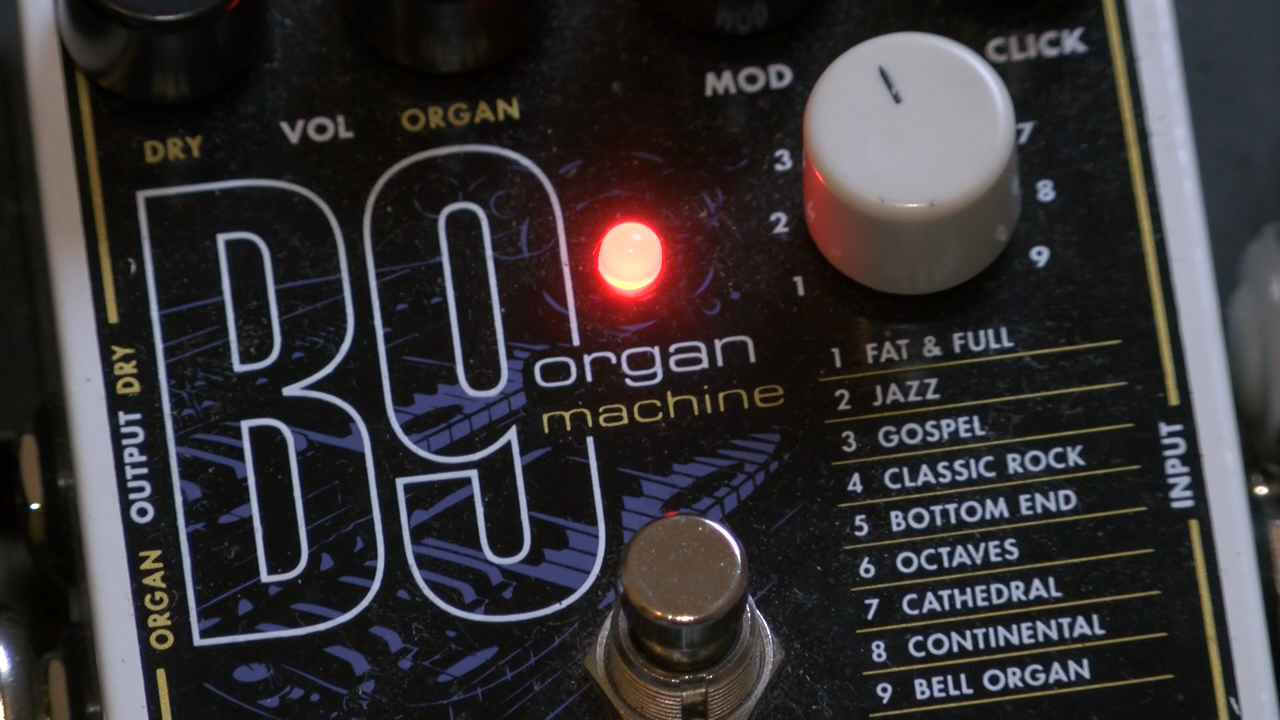 MOD
CLICK
DRY
VOL
ORGAN
3
7
2
8
1
9
B9
organ
machine
1 FAT & FULL
2 JAZZ
3 GOSPEL
4 CLASSIC ROCK
5 BOTTOM END
6 OCTAVES
7 CATHEDRAL
8 CONTINENTAL
9 BELL ORGAN
ORGAN OUTPUT DRY
INPUT